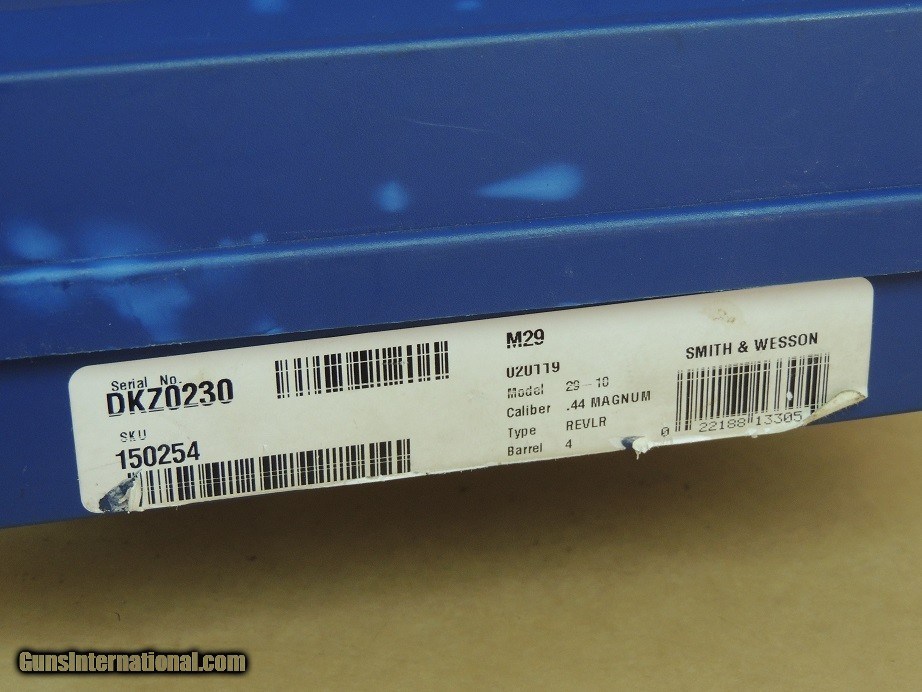 Serial No.
DKZ0230
SKU
150254
M29
Model 29-10
Caliber .44 MAGNUM
Type REVLR
Barrel 4
SMITH & WESSON
0 22188 13305
GunsInternational.com